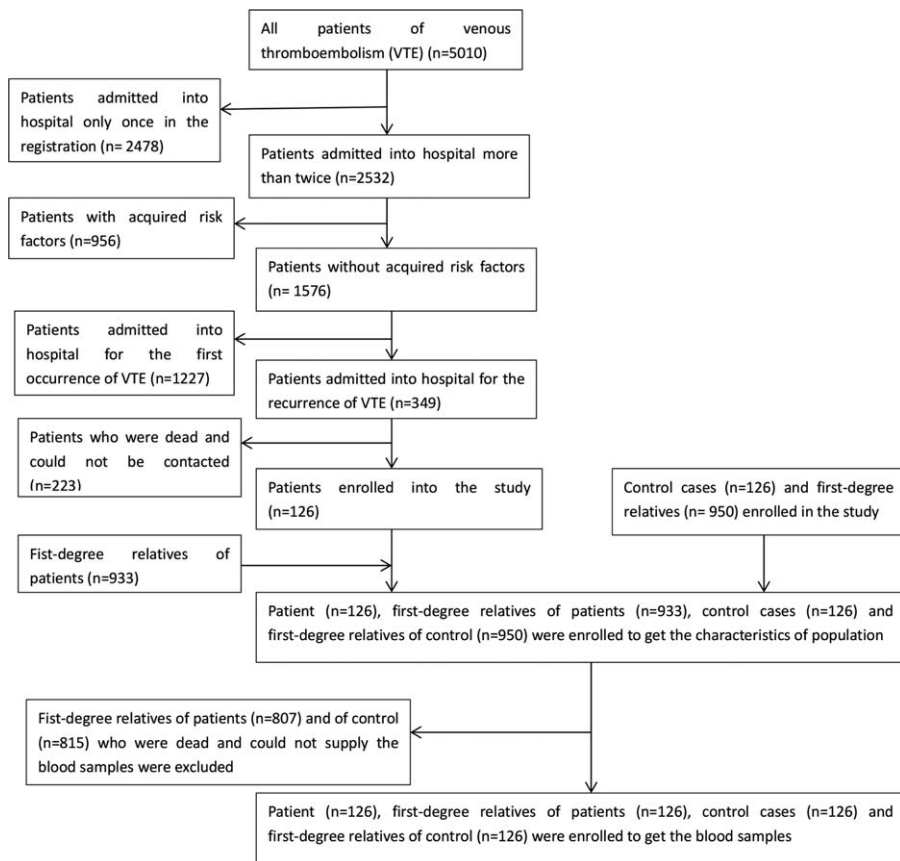 All patients of venous
thromboembolism (VTE) (n=5010)
Patients admitted into
hospital only once in the
registration (n= 2478)
Patients admitted into hospital more
than twice (n=2532)
Patients with acquired risk
factors (n=956)
Patients without acquired risk factors
(n= 1576)
Patients admitted into
hospital for the first
occurrence of VTE (n=1227)
Patients admitted into hospital for the
recurrence of VTE (n=349)
Patients who were dead and
could not be contacted
(n=223)
Patients enrolled into the study
(n=126)
Control cases (n=126) and first-degree
relatives (n= 950) enrolled in the study
Fist-degree relatives of
patients (n=933)
Patient (n=126), first-degree relatives of patients (n=933), control cases (n=126) and
first-degree relatives of control (n=950) were enrolled to get the characteristics of population
Fist-degree relatives of patients (n=807) and of control
(n=815) who were dead and could not supply the
blood samples were excluded
Patient (n=126), first-degree relatives of patients (n=126), control cases (n=126) and
first-degree relatives of control (n=126) were enrolled to get the blood samples